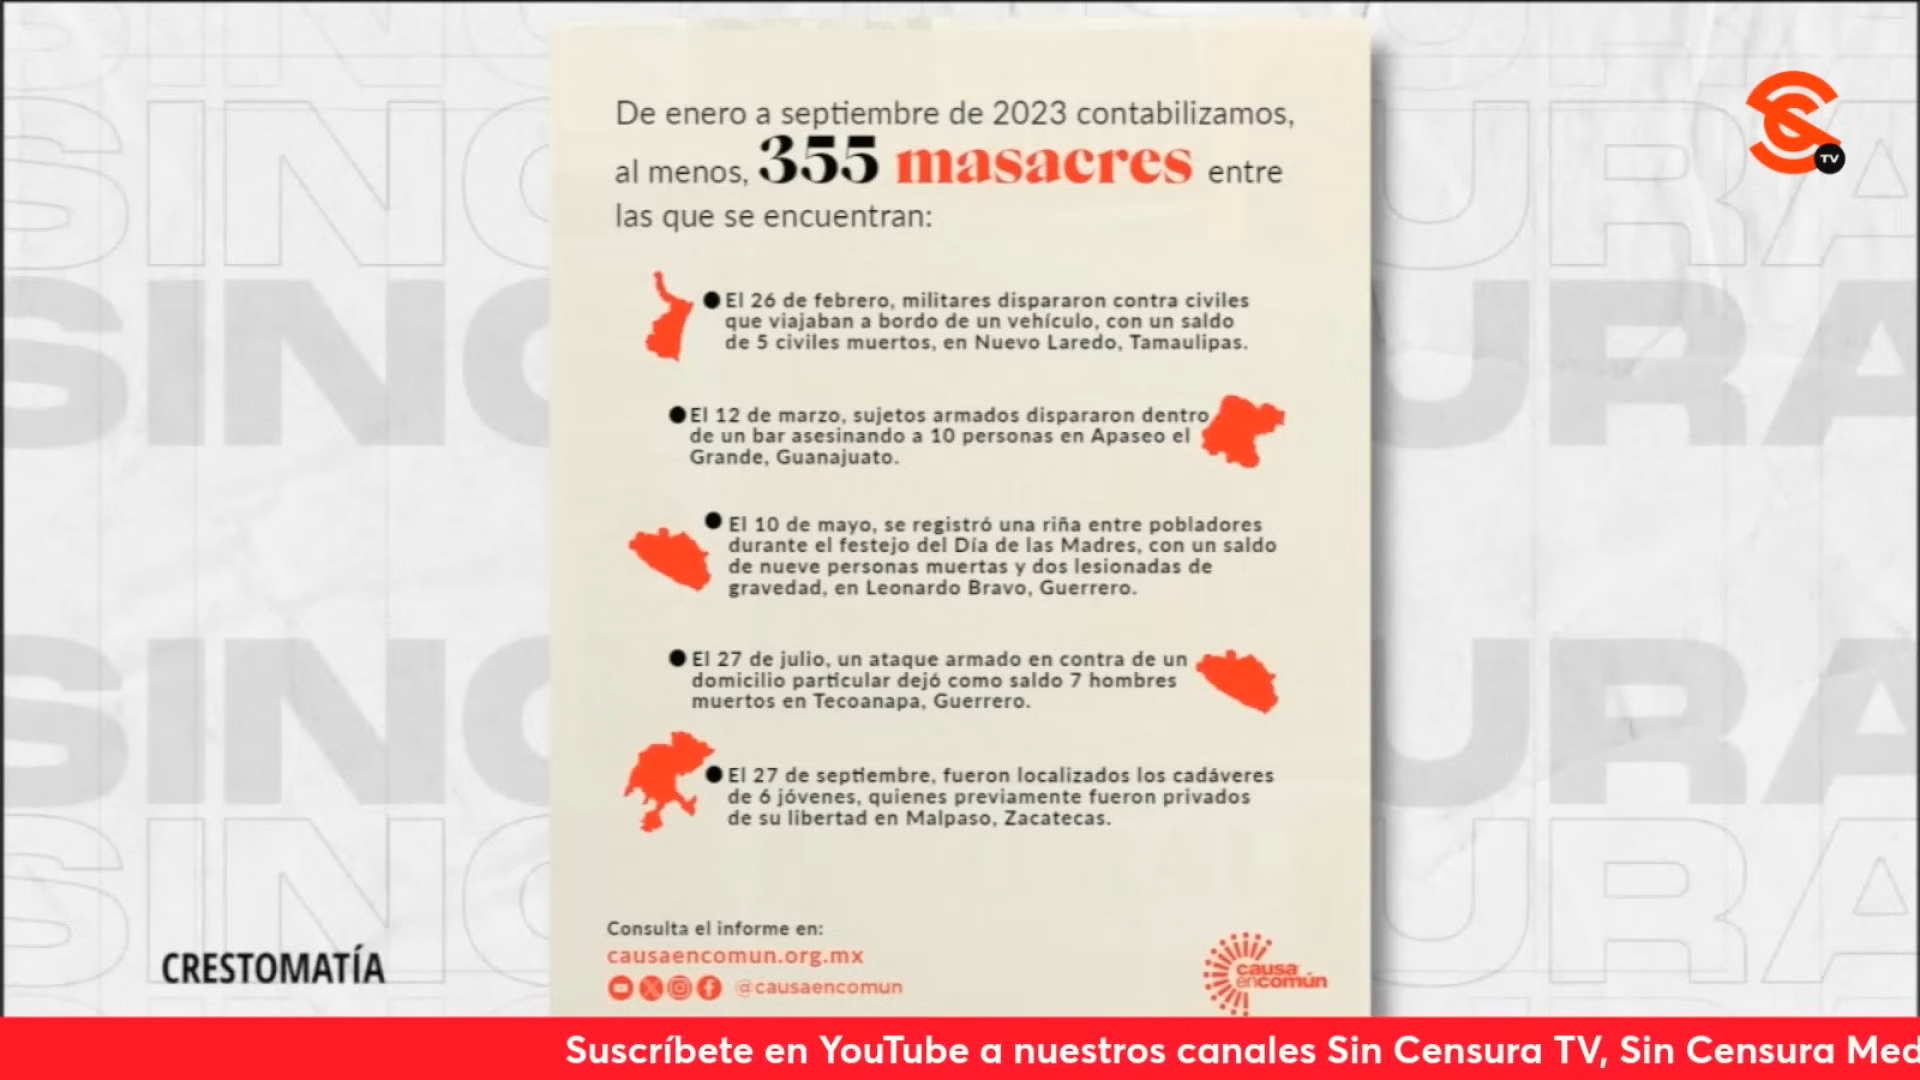 De enero a septiembre de 2023 contabilizamos,
al menos, 355 masacres entre
las que se encuentran:
El 26 de febrero, militares dispararon contra civiles
que viajaban a bordo de un vehículo, con un saldo
de 5 civiles muertos, en Nuevo Laredo, Tamaulipas.
El 12 de marzo, sujetos armados dispararon dentro
de un bar asesinando a 10 personas en Apaseo el
Grande, Guanajuato.
El 10 de mayo, se registró una riña entre pobladores
durante el festejo del Día de las Madres, con un saldo
de nueve personas muertas y dos lesionadas de
gravedad, en Leonardo Bravo, Guerrero.
El 27 de julio, un ataque armado en contra de un
domicilio particular dejó como saldo 7 hombres
muertos en Tecoanapa, Guerrero.
El 27 de septiembre, fueron localizados los cadáveres
de 6 jóvenes, quienes previamente fueron privados
de su libertad en Malpaso, Zacatecas.
Consulta el informe en:
causaencomun.org.mx
@causaencomun
causa
encomún
CRESTOMATÍA
TV
Suscríbete en YouTube a nuestros canales Sin Censura TV, Sin Censura Med